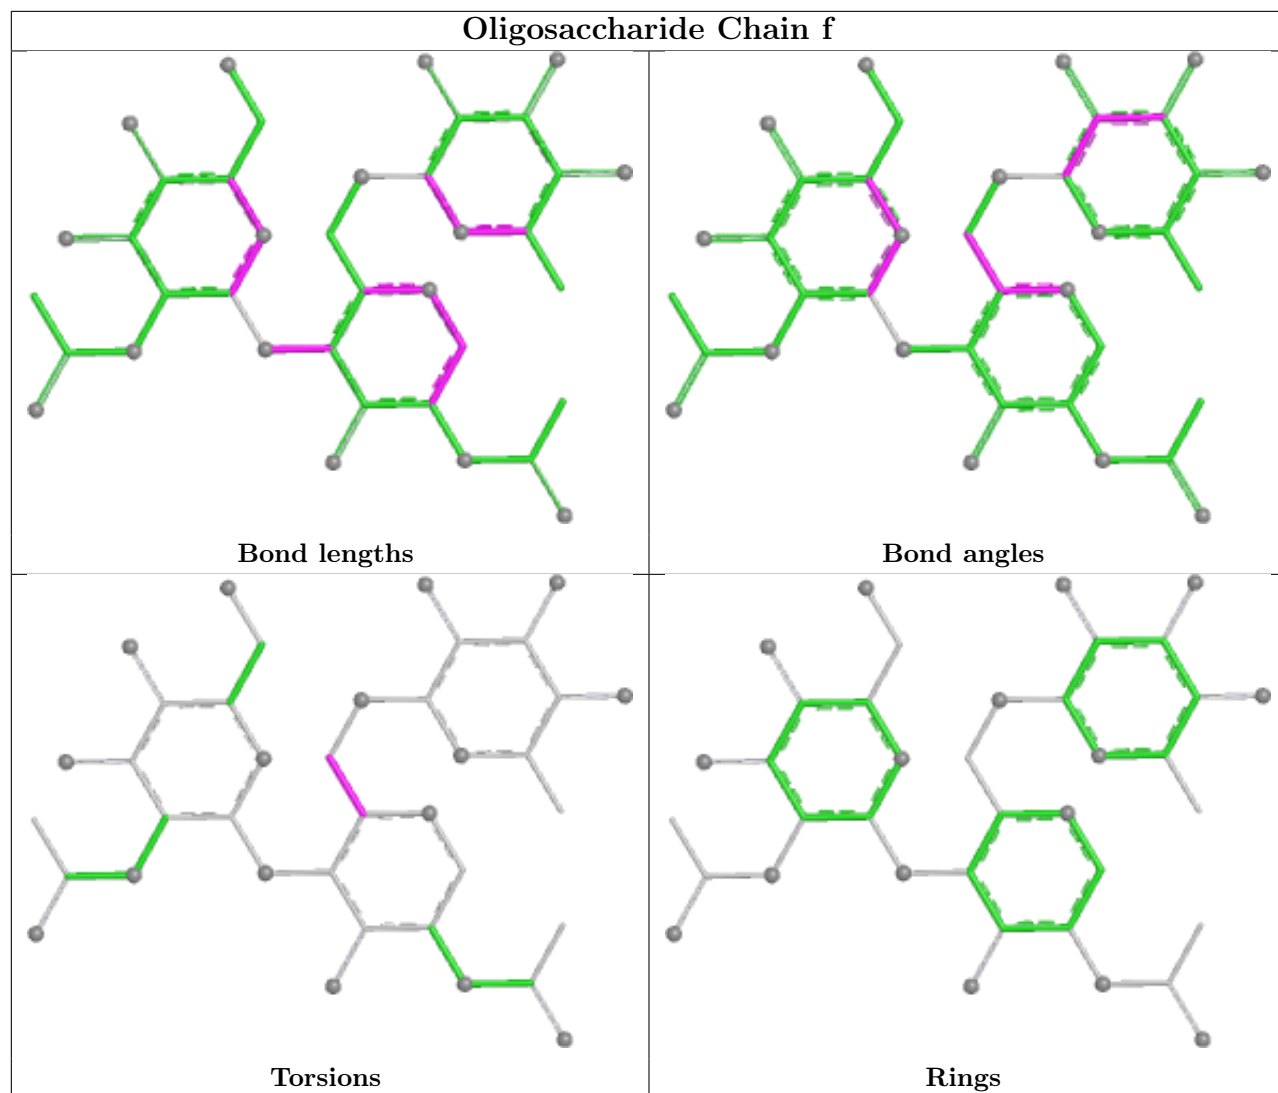 Oligosaccharide Chain f
Bond lengths
Bond angles
Torsions
Rings